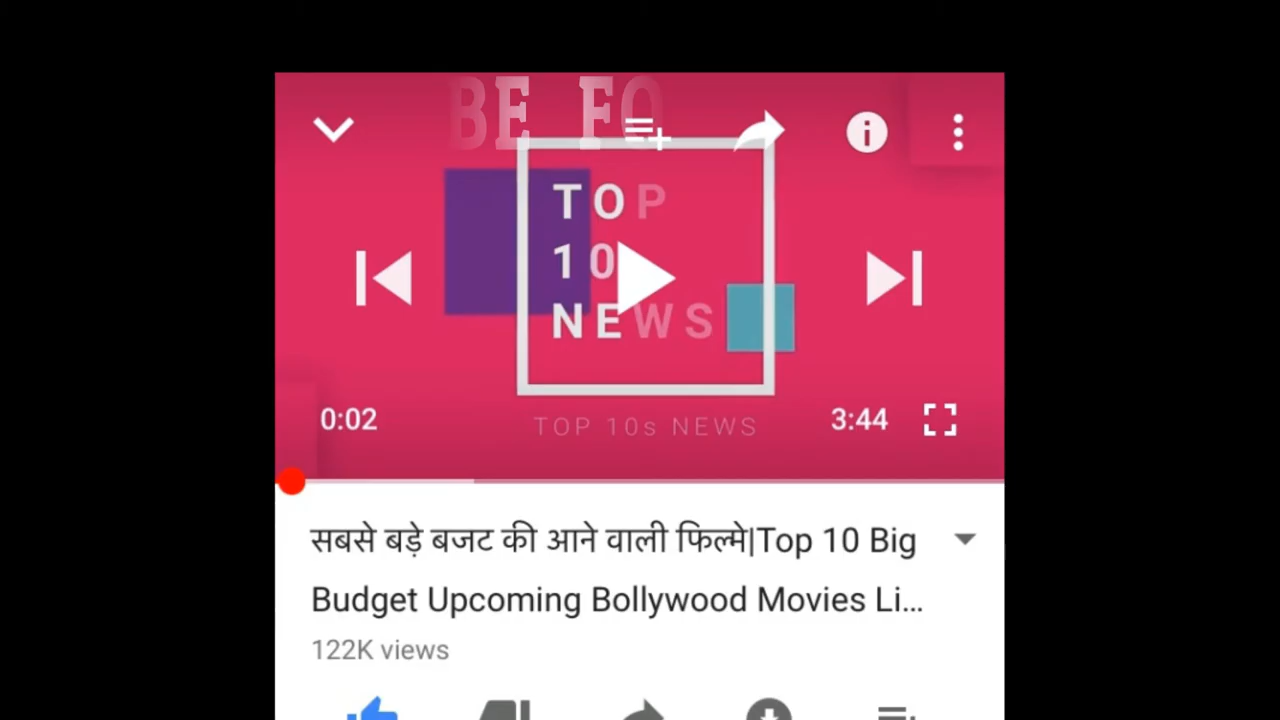 BE FO
TOP
10
NEWS
TOP 10s NEWS
0:02
3:44
सबसे बड़े बजट की आने वाली फिल्मे|Top 10 Big
Budget Upcoming Bollywood Movies Li...
122K views